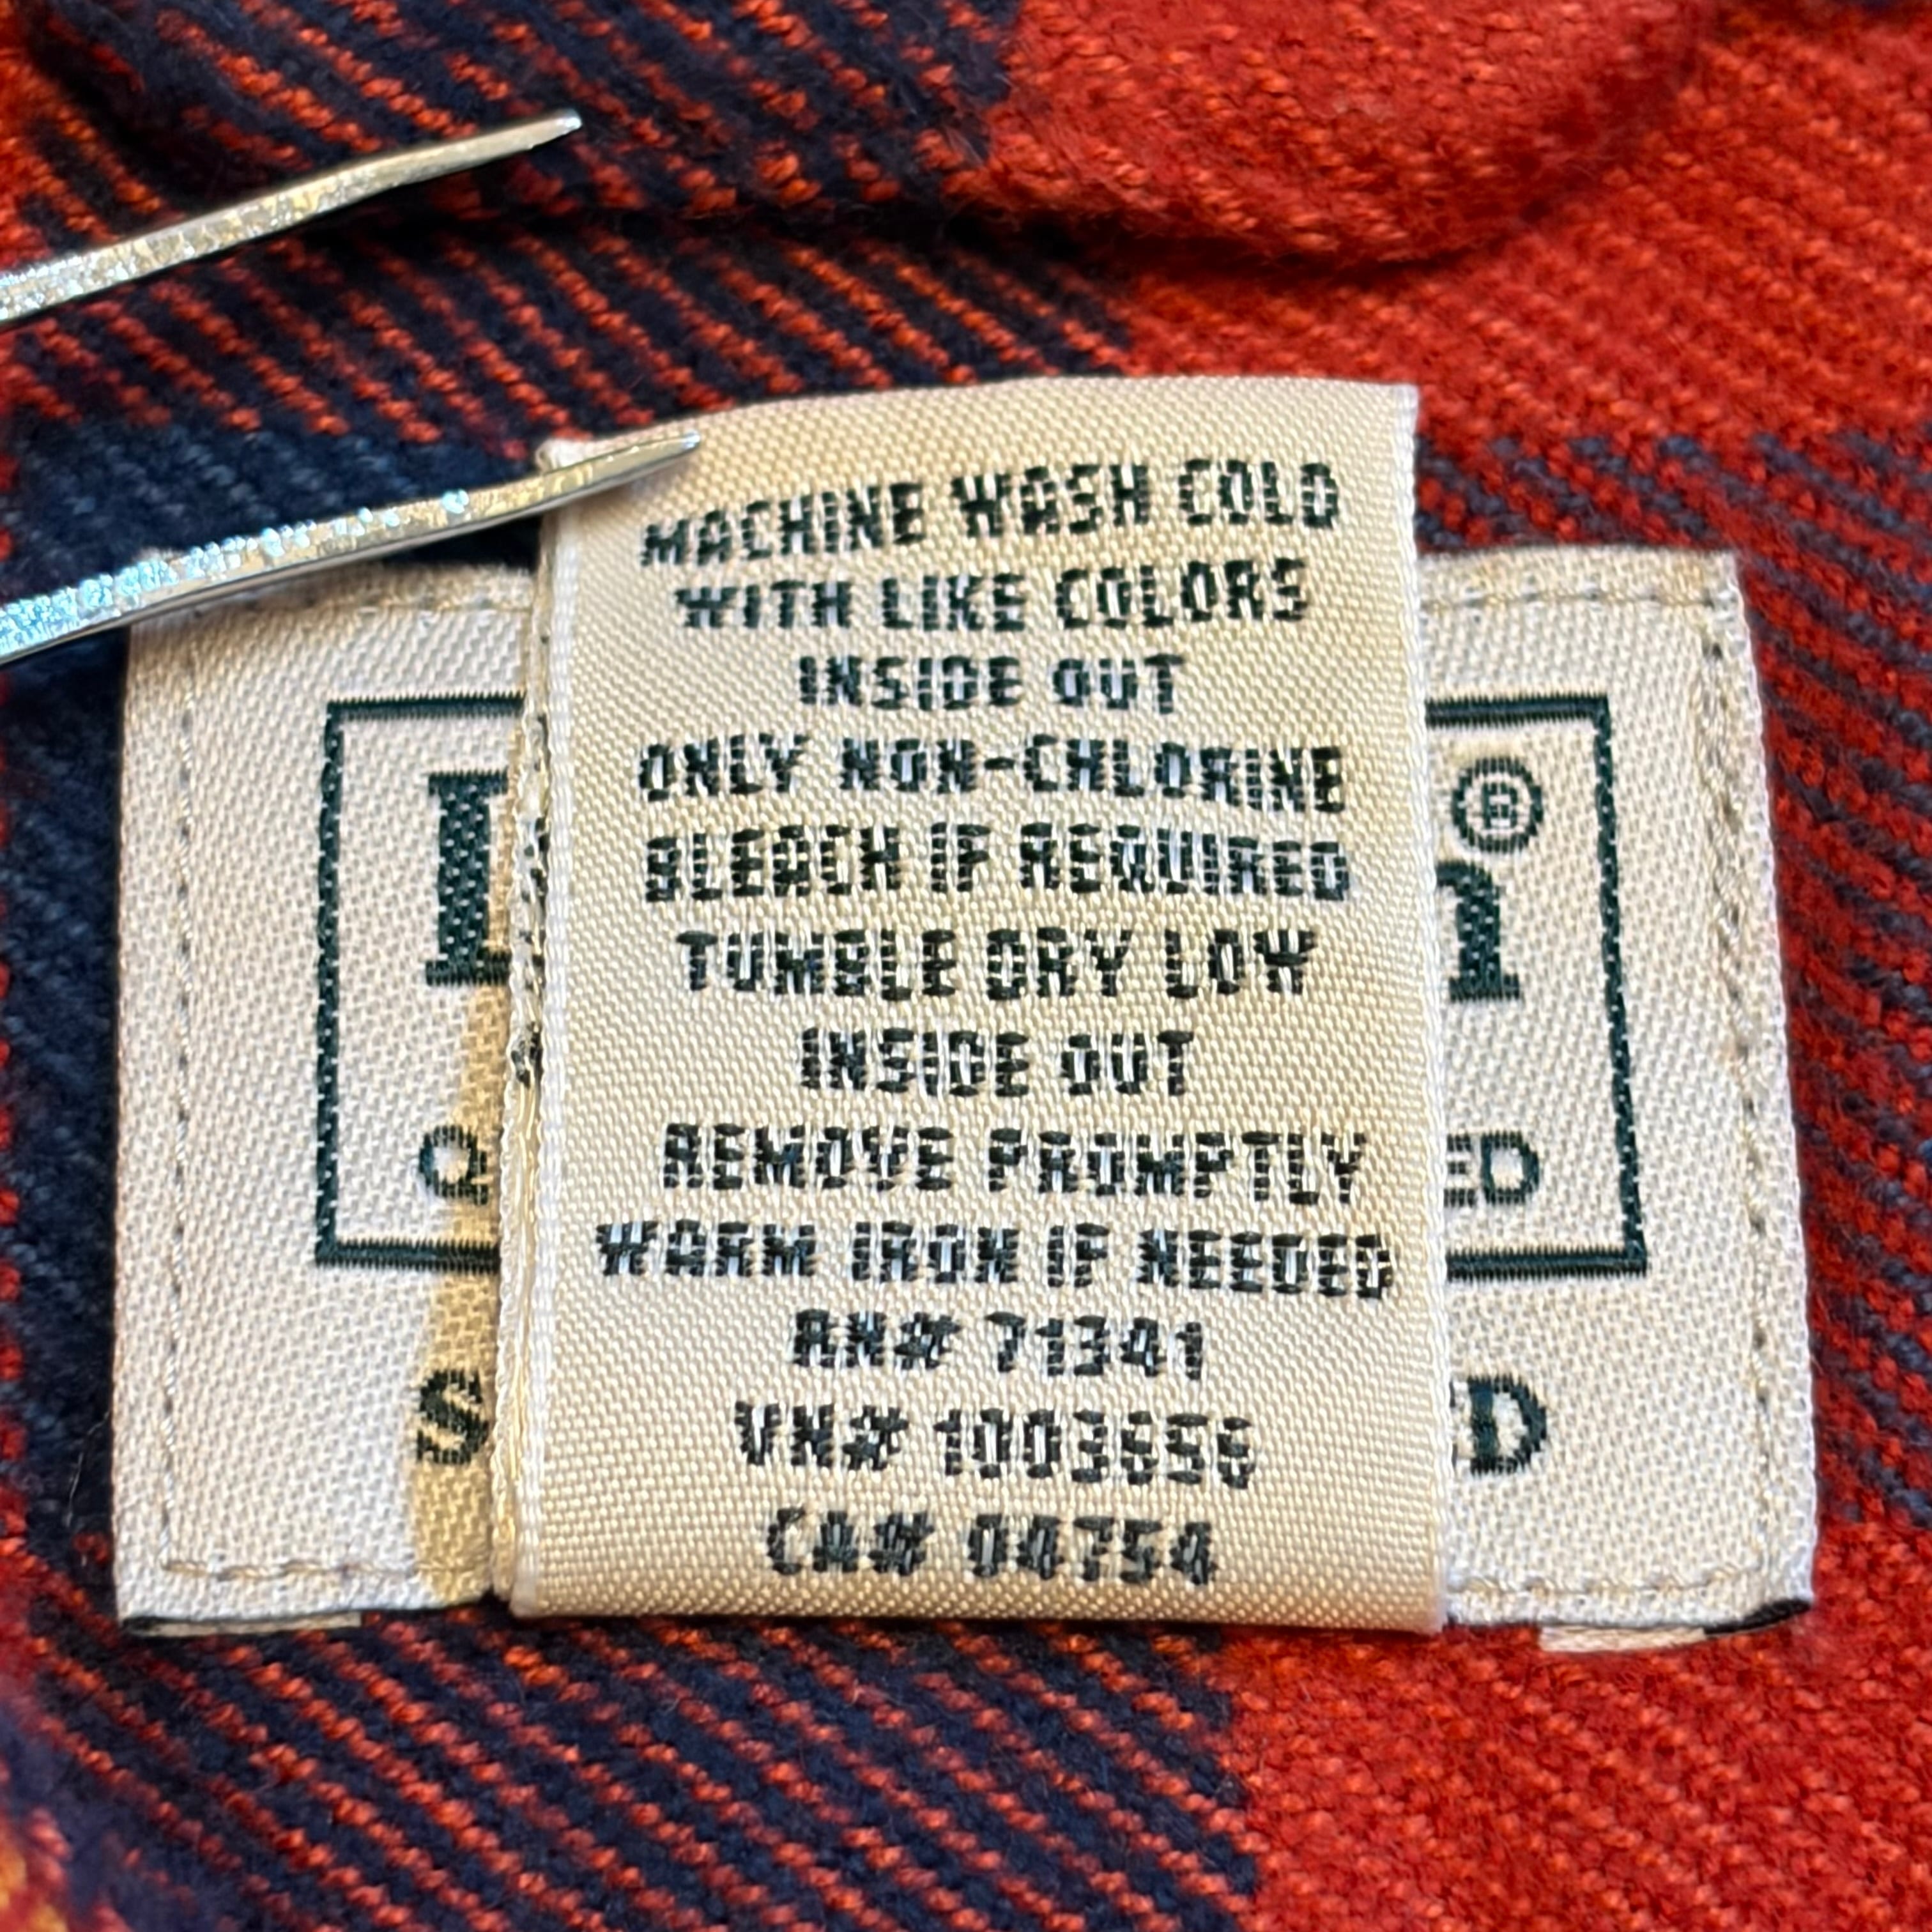 MACHINE WASH COLD
WITH LIKE COLORS
INSIDE OUT
ONLY NON-CHLORINE
BLEACH IF REQUIRED
TUMBLE DRY LOW
INSIDE OUT
REMOVE PROMPTLY
WARM IRON IF NEEDED
RN# 71341
VN# 1003656
CA# 04754